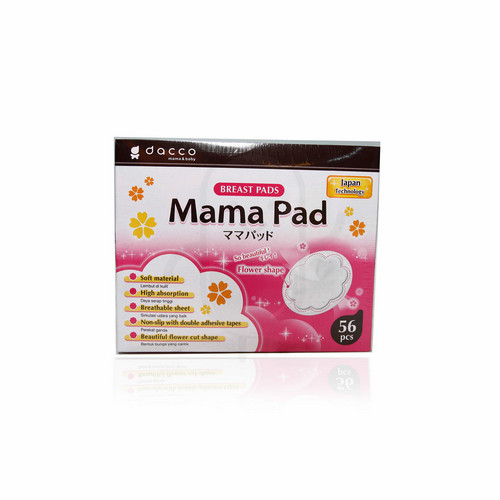 dacco
mama & baby
BREAST PADS
Japan
Technology
Mama Pad
ママパッド
So beautiful!
Flower shape
Soft material
Lembut di kulit
High absorption
Daya serap tinggi
Breathable sheet
Sirkulasi udara yang baik
Non-slip with double adhesive tapes
Perekat ganda
Beautiful flower cut shape
Bentuk bunga yang cantik
56
pcs